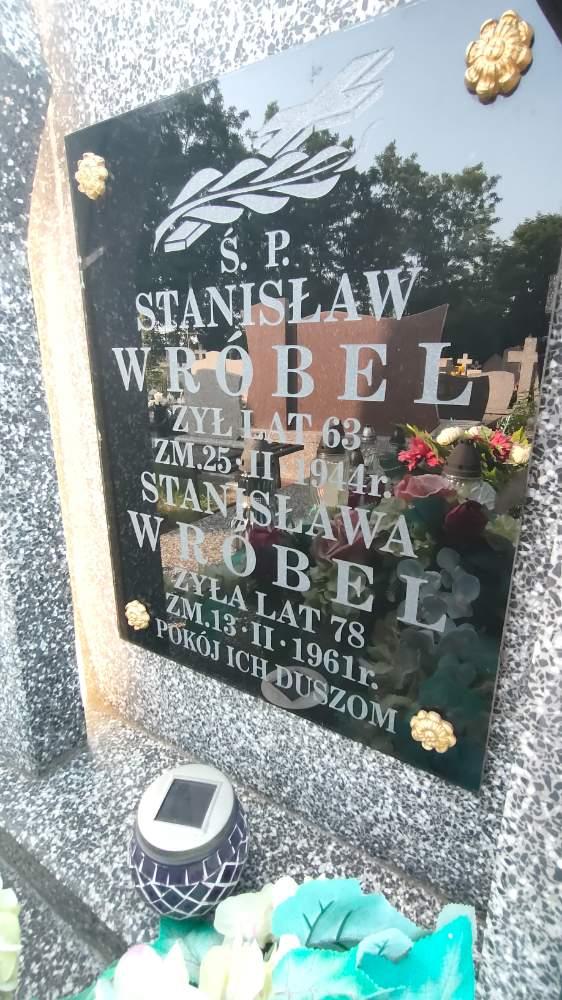 Ś. P.
STANISŁAW
WRÓBEL
ŻYŁ LAT 63
ZM.25·II·1944r.
STANISŁAWA
WRÓBEL
ŻYŁA LAT 78
ZM.13·II·1961r.
POKÓJ ICH DUSZOM